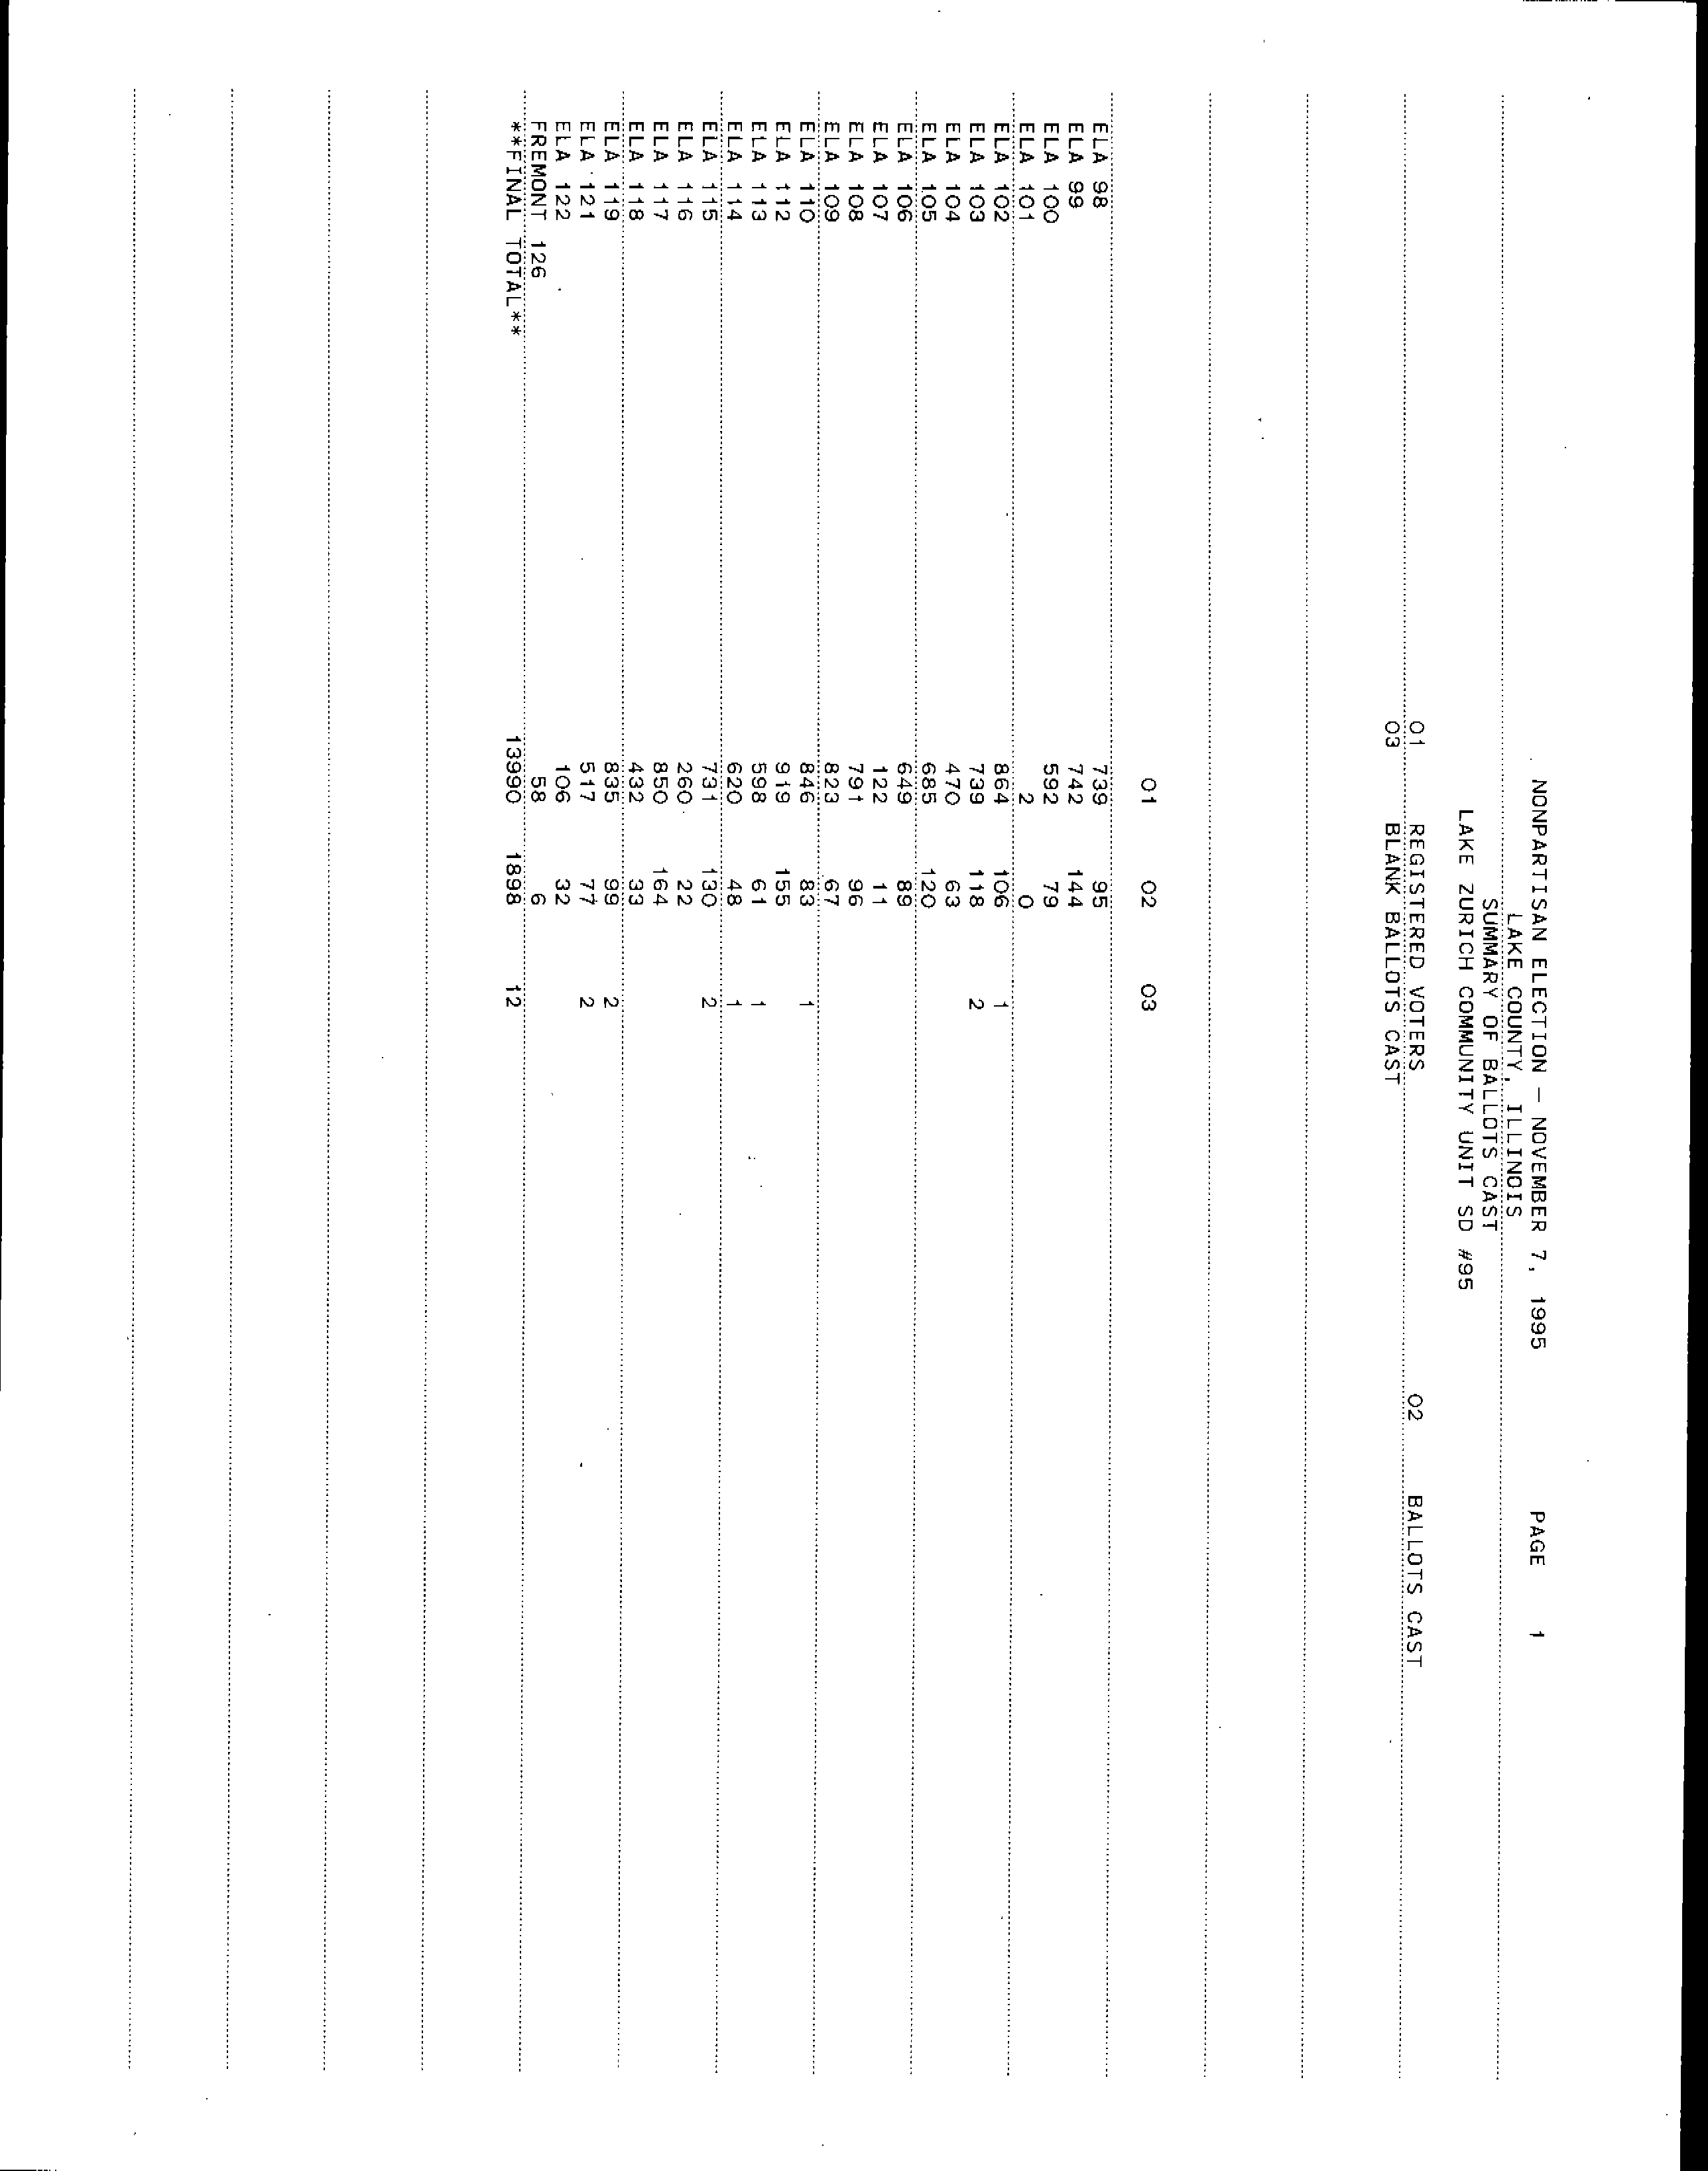 NONPARTISAN ELECTION — NOVEMBER 7, 1995 PAGE 1
LAKE COUNTY, ILLINOIS
SUMMARY OF BALLOTS CAST
LAKE ZURICH COMMUNITY UNIT SD #95
01 REGISTERED VOTERS 02 BALLOTS CAST
03 BLANK BALLOTS CAST
01 02 03
ELA 98 739 95
ELA 99 742 144
ELA 100 592 79
ELA 101 2 0
ELA 102 864 106 1
ELA 103 739 118 2
ELA 104 470 63
ELA 105 685 120
ELA 106 649 89
ELA 107 122 11
ELA 108 791 96
ELA 109 823 67
ELA 110 846 83 1
ELA 112 919 155
ELA 113 598 61 1
ELA 114 620 48 1
ELA 115 731 130 2
ELA 116 260 22
ELA 117 850 164
ELA 118 432 33
ELA 119 835 99 2
ELA 121 517 77 2
ELA 122 106 32
FREMONT 126 58 6
**FINAL TOTAL** 13990 1898 12